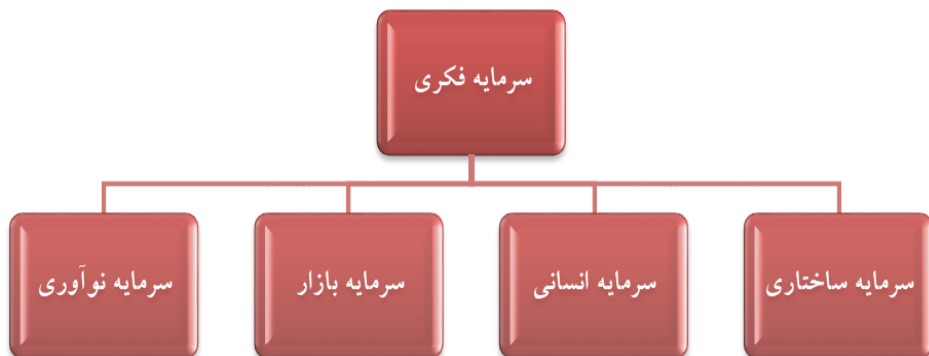 سرمایه فکری
سرمایه ساختاری
سرمایه انسانی
سرمایه بازار
سرمایه نوآوری